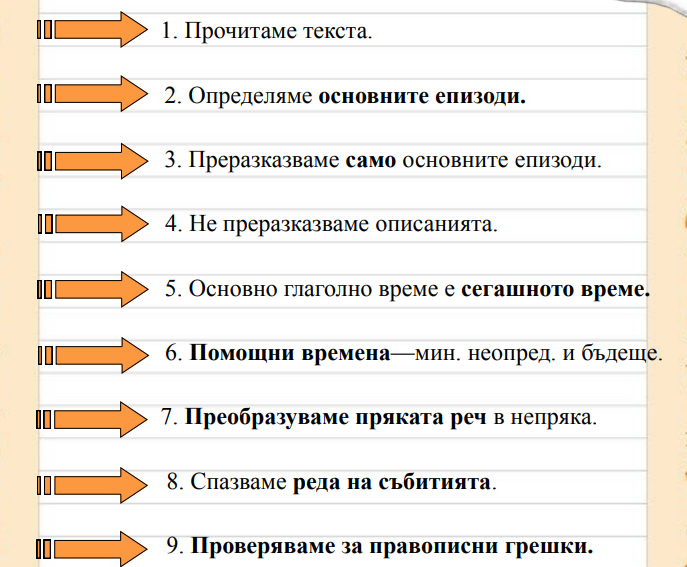 1. Прочитаме текста.
2. Определяме основните епизоди.
3. Преразказваме само основните епизоди.
4. Не преразказваме описанията.
5. Основно глаголно време е сегашното време.
6. Помощни времена—мин. неопред. и бъдеще.
7. Преобразуваме пряката реч в непряка.
8. Спазваме реда на събитията.
9. Проверяваме за правописни грешки.